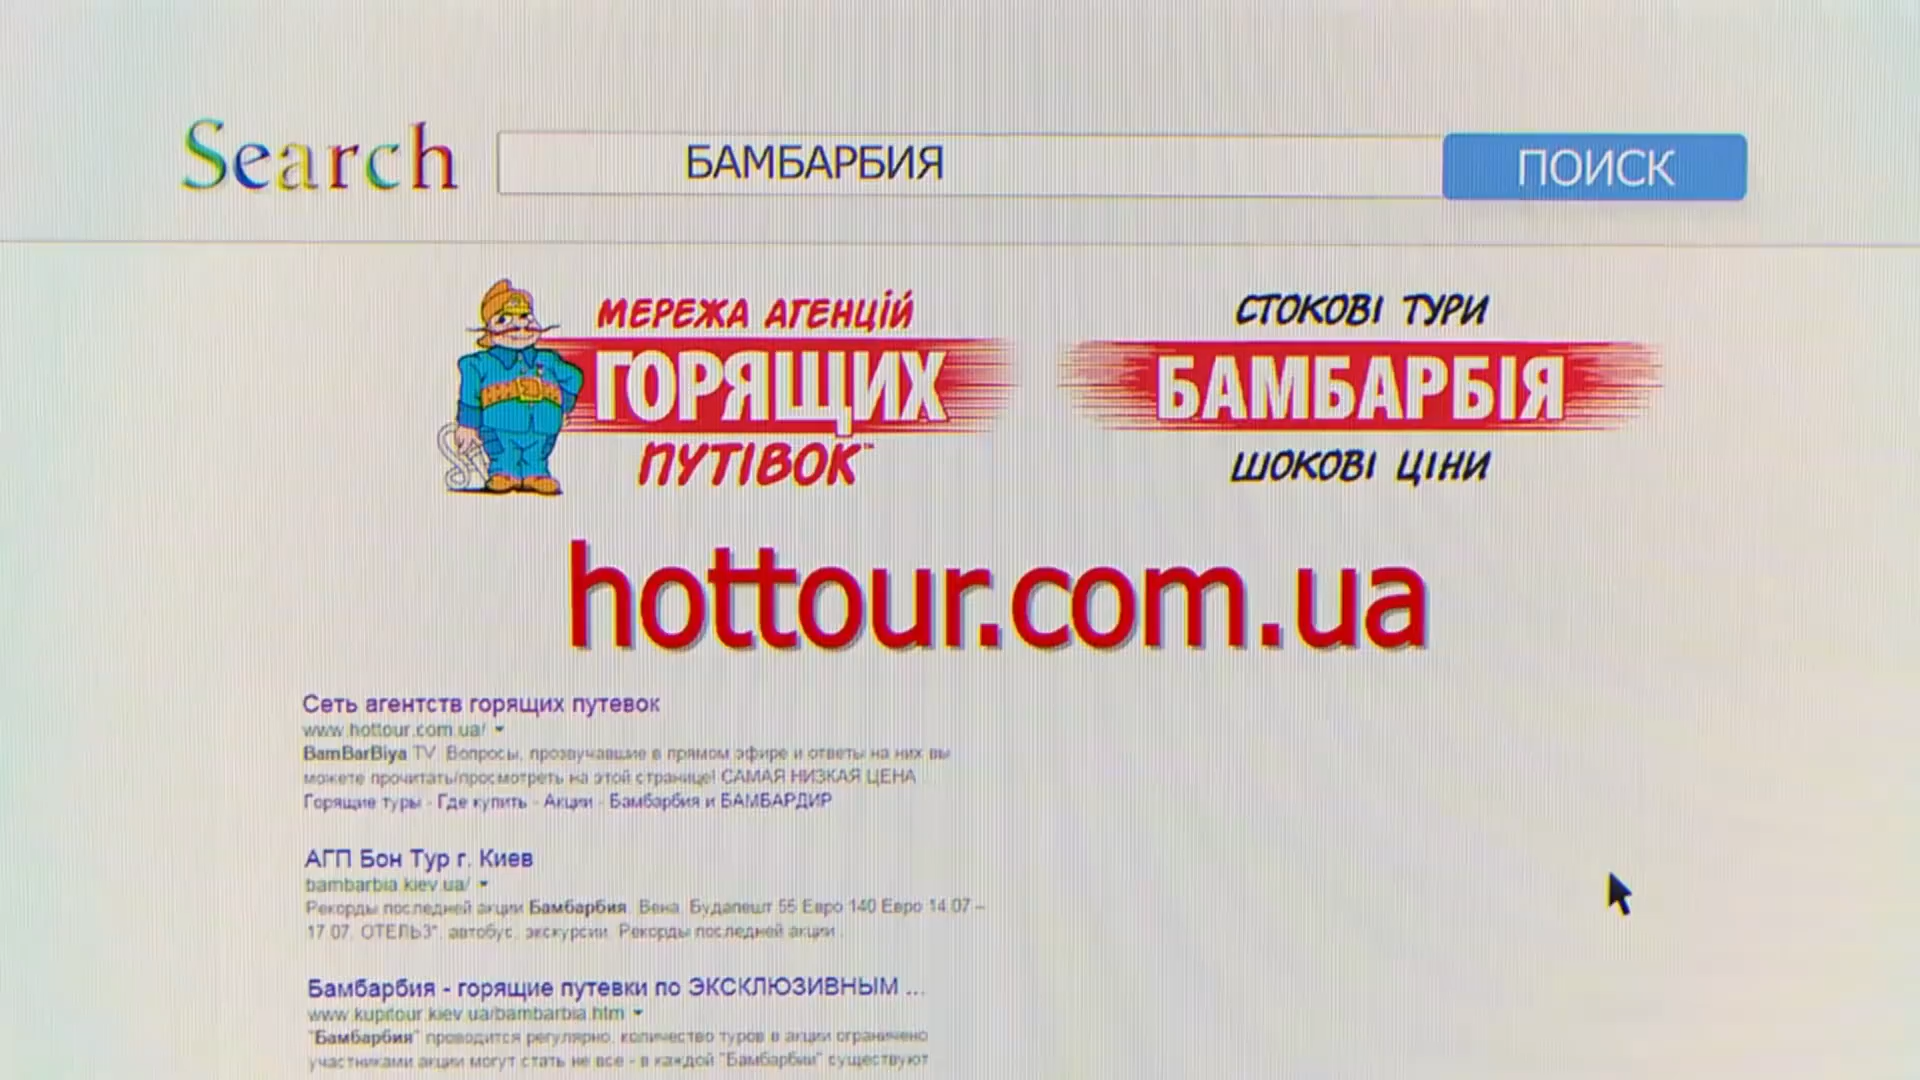 Search БАМБАРБИЯ ПОИСК
МЕРЕЖА АГЕНЦІЙ
ГОРЯЩИХ
ПУТІВОК™
СТОКОВІ ТУРИ
БАМБАРБІЯ
ШОКОВІ ЦІНИ
hottour.com.ua
Сеть агентств горящих путевок
www.hottour.com.ua/
BamBarBiya TV. Вопросы, прозвучавшие в прямом эфире и ответы на них вы
можете прочитать/просмотреть на этой странице! САМАЯ НИЗКАЯ ЦЕНА
Горящие туры - Где купить - Акции - Бамбарбия и БАМБАРДИР
АГП Бон Тур г. Киев
bambarbia.kiev.ua/
Рекорды последней акции Бамбарбия. Вена, Будапешт 55 Евро 140 Евро 14.07 –
17.07, ОТЕЛЬ3*, автобус, экскурсии. Рекорды последней акции.
Бамбарбия - горящие путевки по ЭКСКЛЮЗИВНЫМ ...
www.kupitour.kiev.ua/bambarbia.htm
"Бамбарбия" проводится регулярно, количество туров в акции ограничено
участниками акции могут стать не все - в каждой "Бамбарбии" существуют